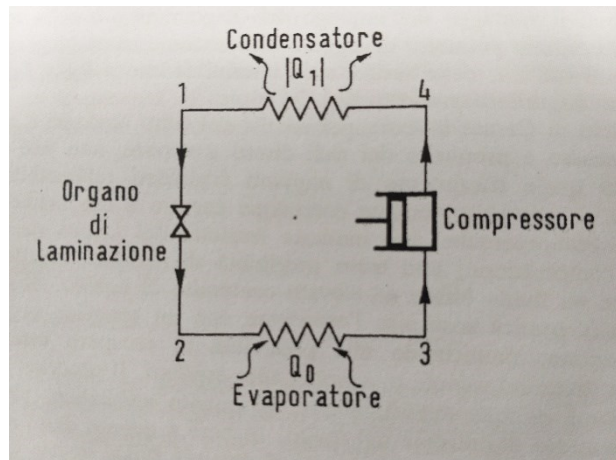 Condensatore
|Q₁|
1
4
Organo
di
Laminazione
Compressore
2
3
Q₀
Evaporatore